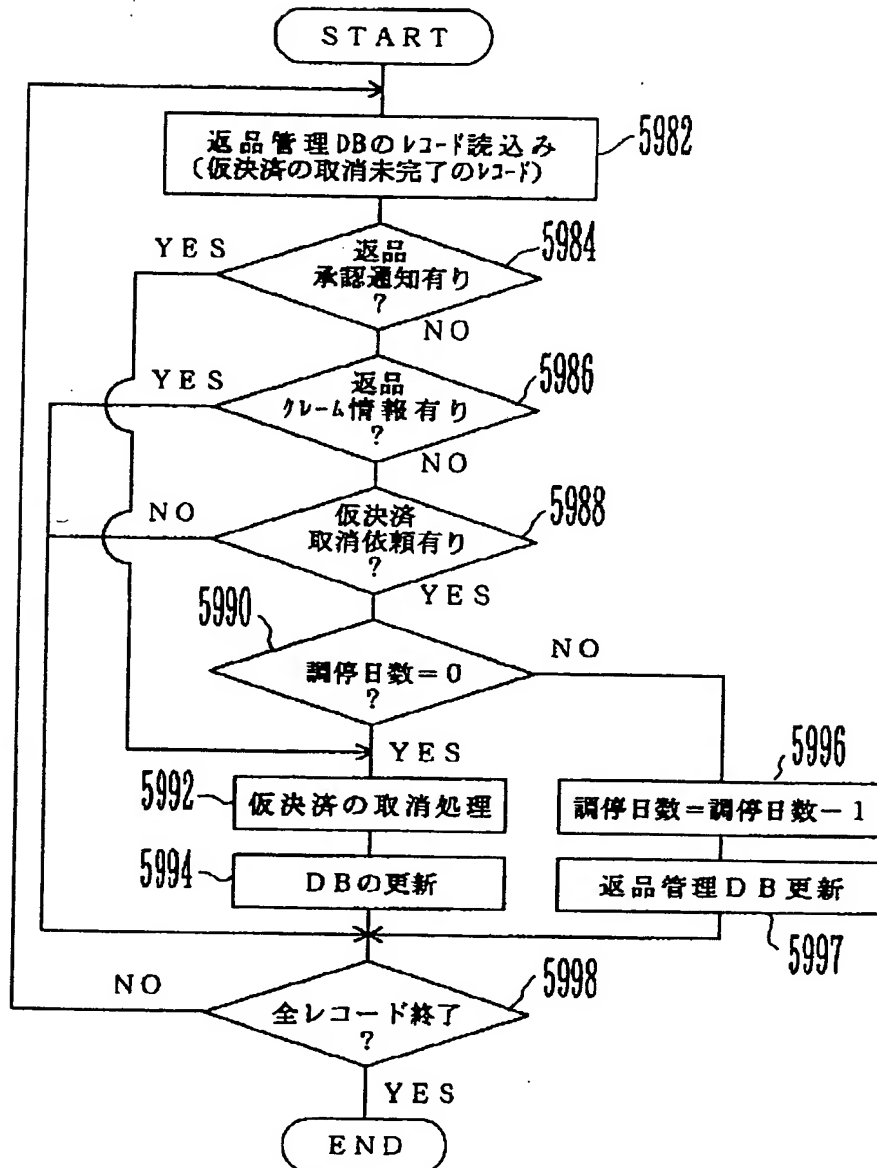 START
返品管理DBのレコード読込み
(仮決済の取消未完了のレコード)
5982
YES
返品
承認通知有り
?
5984
NO
YES
返品
クレーム情報有り
?
5986
NO
NO
仮決済
取消依頼有り
?
5988
YES
5990
調停日数=0
?
NO
YES
5992
仮決済の取消処理
5996
調停日数=調停日数-1
5994
DBの更新
返品管理DB更新
5997
NO
全レコード終了
?
5998
YES
END